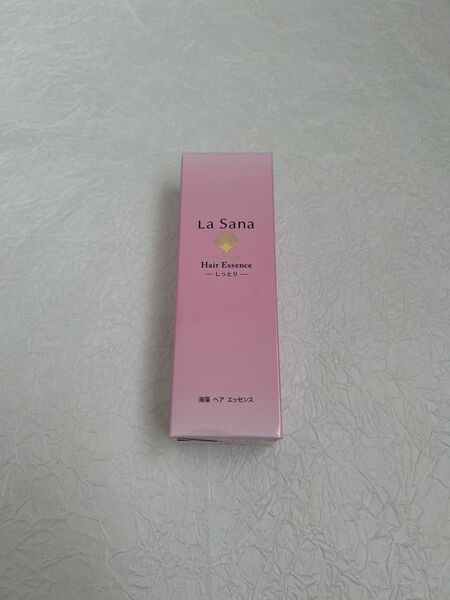 La Sana
Hair Essence
— しっとり —
海藻 ヘア エッセンス